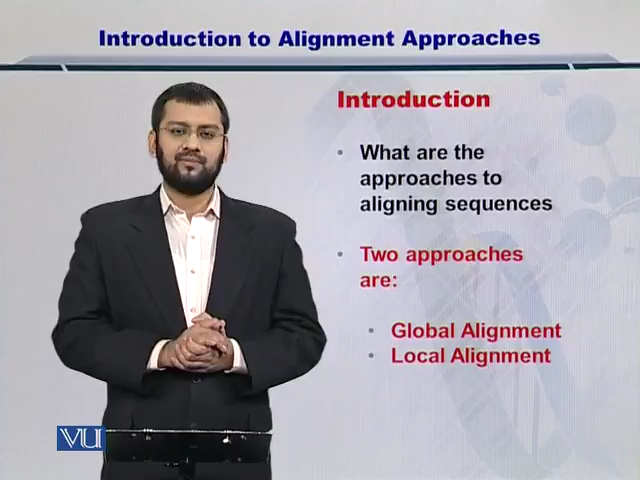 Introduction to Alignment Approaches
Introduction
• What are the
approaches to
aligning sequences
• Two approaches
are:
• Global Alignment
• Local Alignment
VU